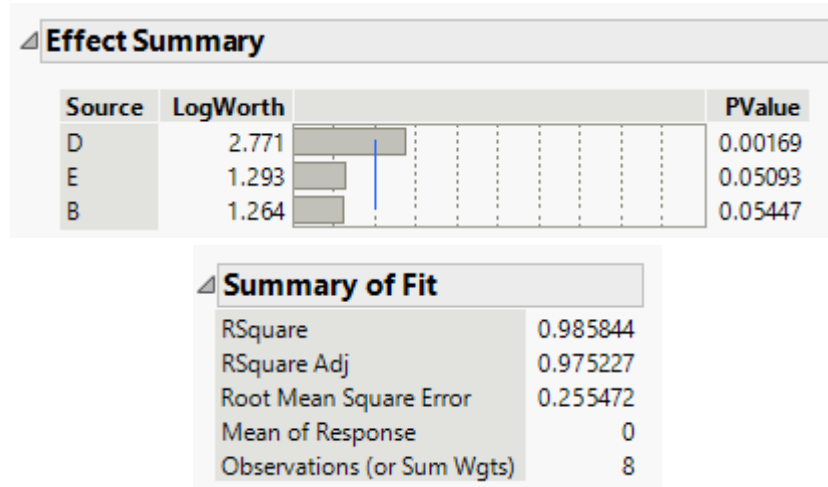 Effect Summary
Source LogWorth PValue
D 2.771 0.00169
E 1.293 0.05093
B 1.264 0.05447
Summary of Fit
RSquare 0.985844
RSquare Adj 0.975227
Root Mean Square Error 0.255472
Mean of Response 0
Observations (or Sum Wgts) 8